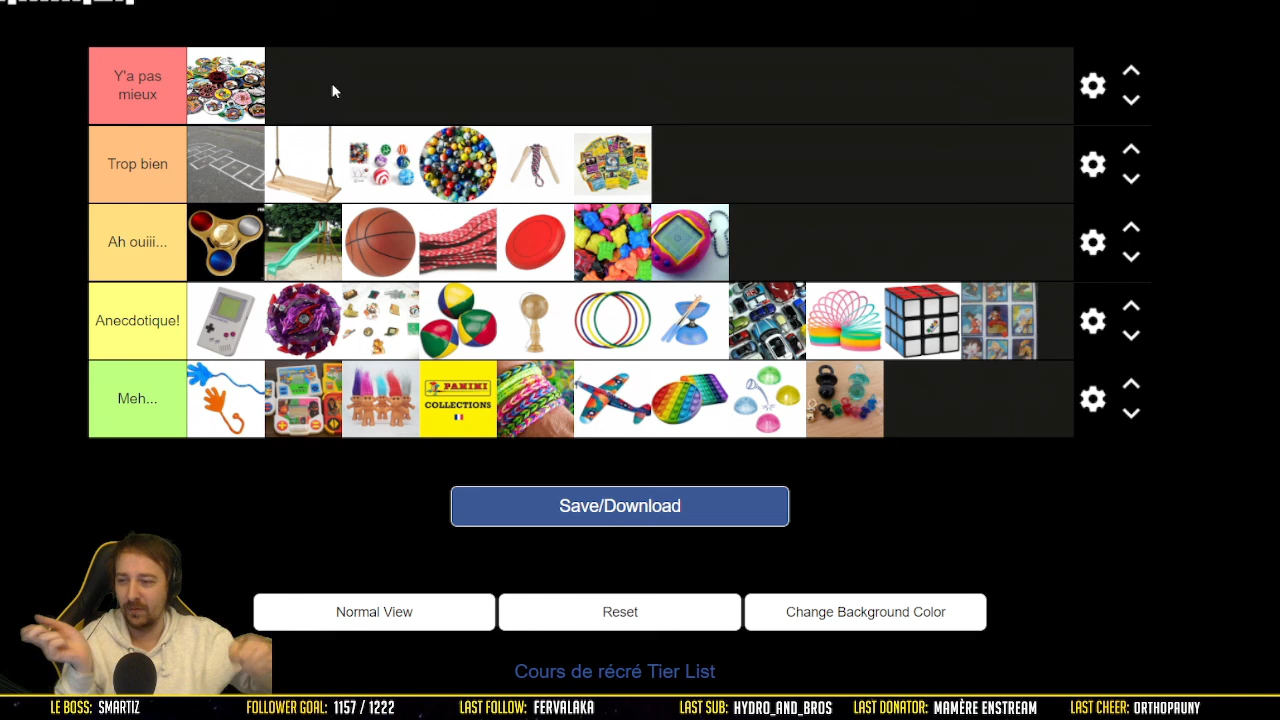 Y'a pas
mieux
Trop bien
Ah ouiii...
Anecdotique!
PANINI
COLLECTIONS
Meh...
Save/Download
Normal View
Reset
Change Background Color
Cours de récré Tier List
LE BOSS: SMARTIZ
FOLLOWER GOAL: 1157 / 1222
LAST FOLLOW: FERVALAKA
LAST SUB: HYDRO_AND_BROS
LAST DONATOR: MAMÈRE ENSTREAM
LAST CHEER: ORTHOPAUNY